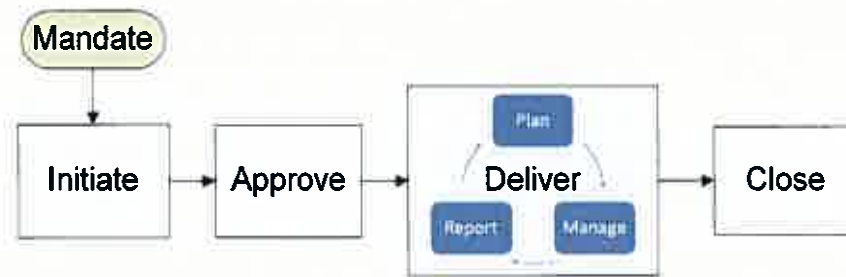 Mandate
Initiate
Approve
Plan
Deliver
Report
Manage
Close